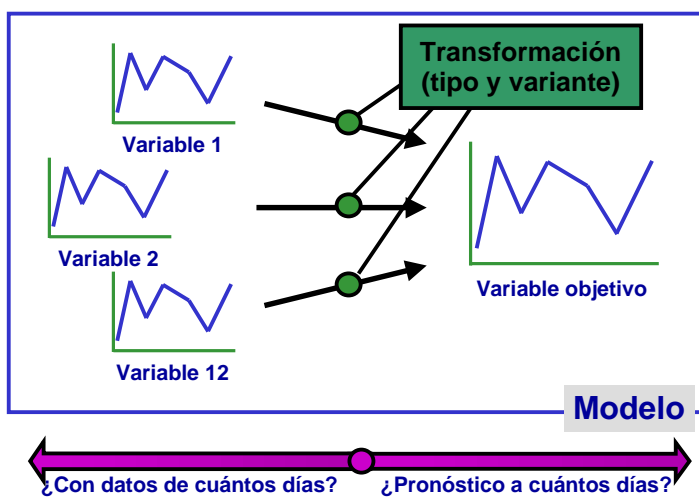 Transformación
(tipo y variante)
Variable 1
Variable 2
Variable 12
Variable objetivo
Modelo
¿Con datos de cuántos días?
¿Pronóstico a cuántos días?